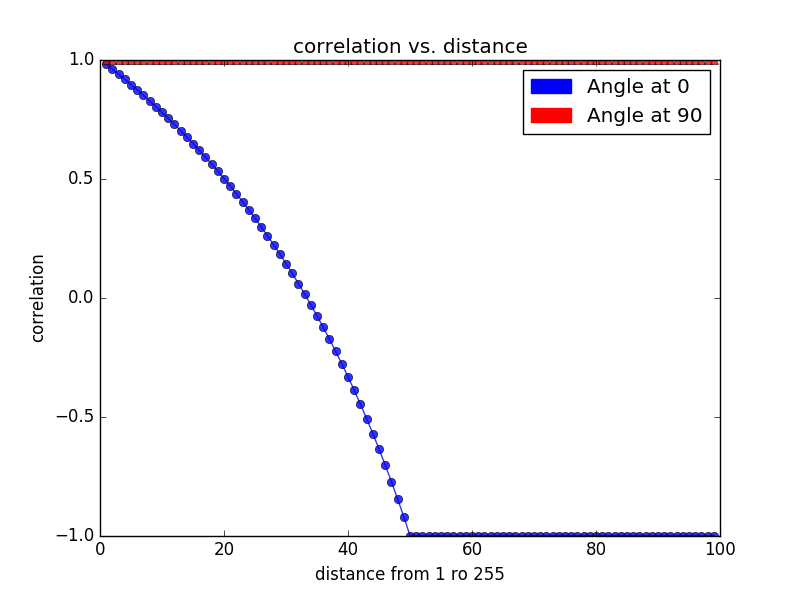 correlation vs. distance
1.0
0.5
0.0
−0.5
−1.0
correlation
Angle at 0
Angle at 90
0 20 40 60 80 100
distance from 1 ro 255